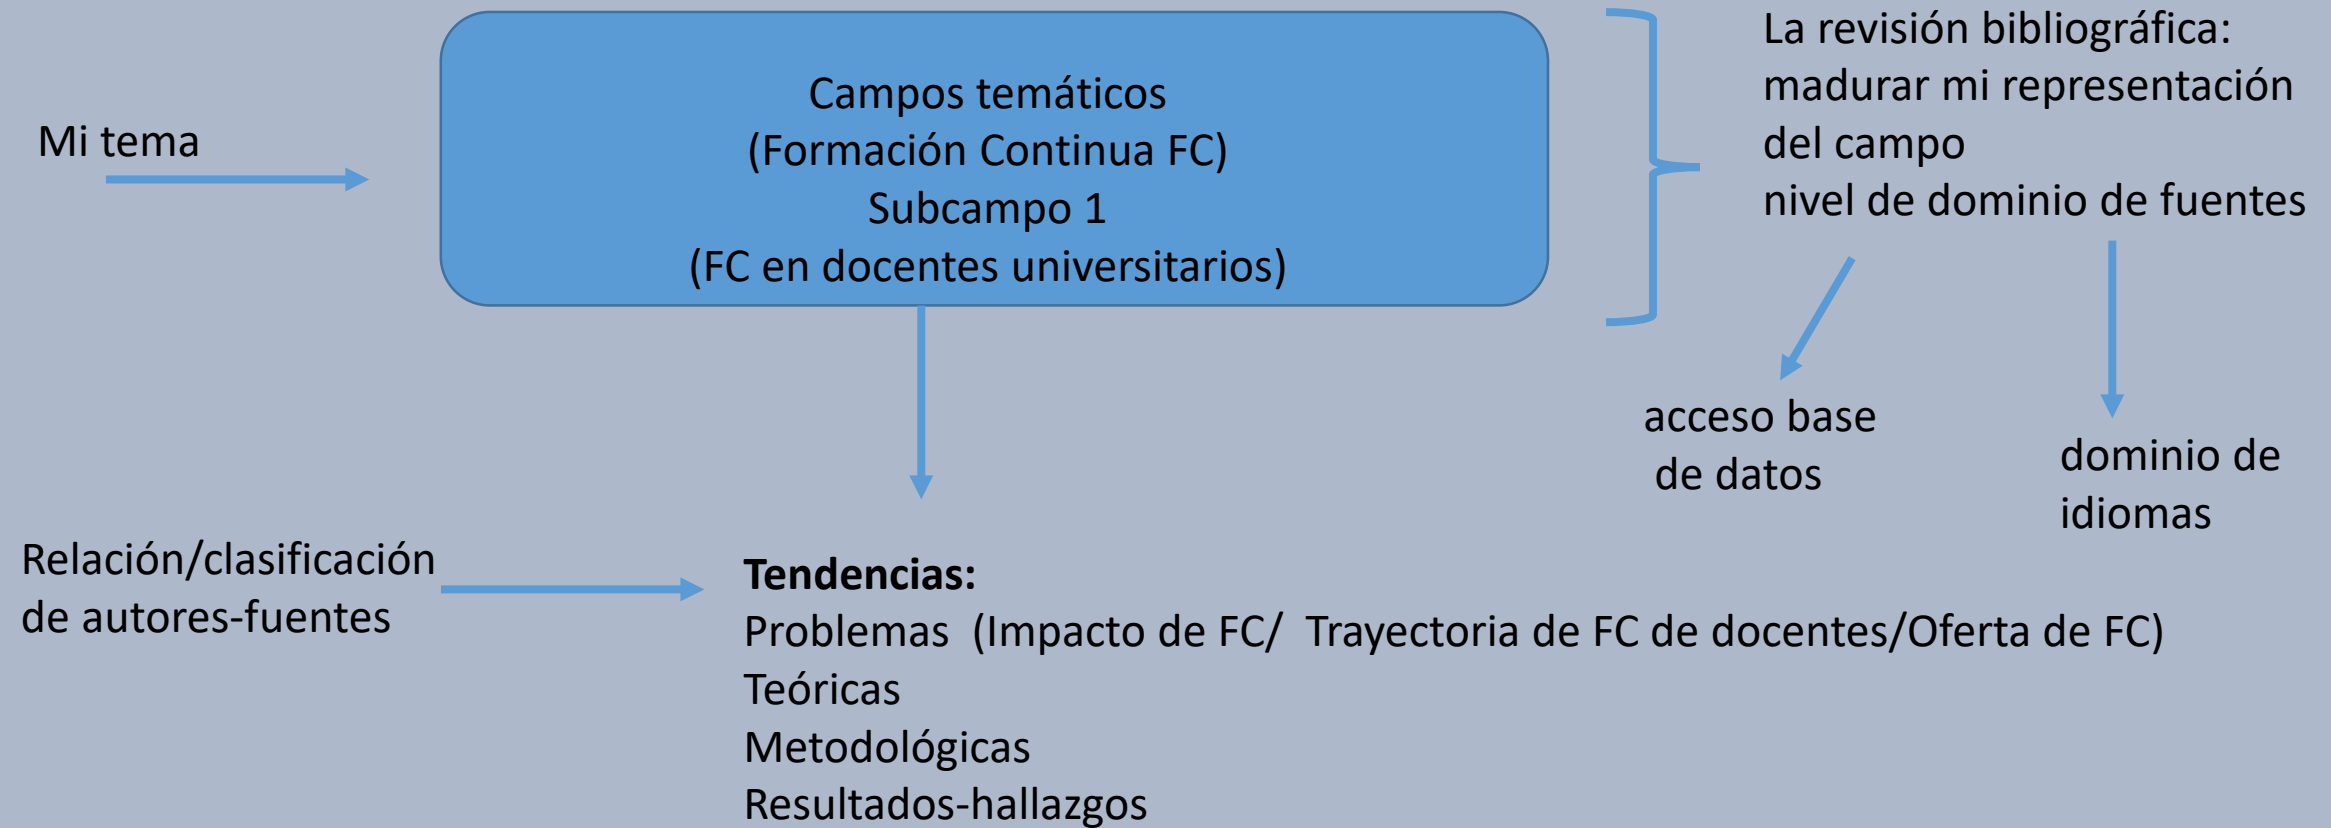 Mi tema
Campos temáticos
(Formación Continua FC)
Subcampo 1
(FC en docentes universitarios)
La revisión bibliográfica:
madurar mi representación
del campo
nivel de dominio de fuentes
acceso base
de datos
dominio de
idiomas
Relación/clasificación
de autores-fuentes
Tendencias:
Problemas (Impacto de FC/ Trayectoria de FC de docentes/Oferta de FC)
Teóricas
Metodológicas
Resultados-hallazgos